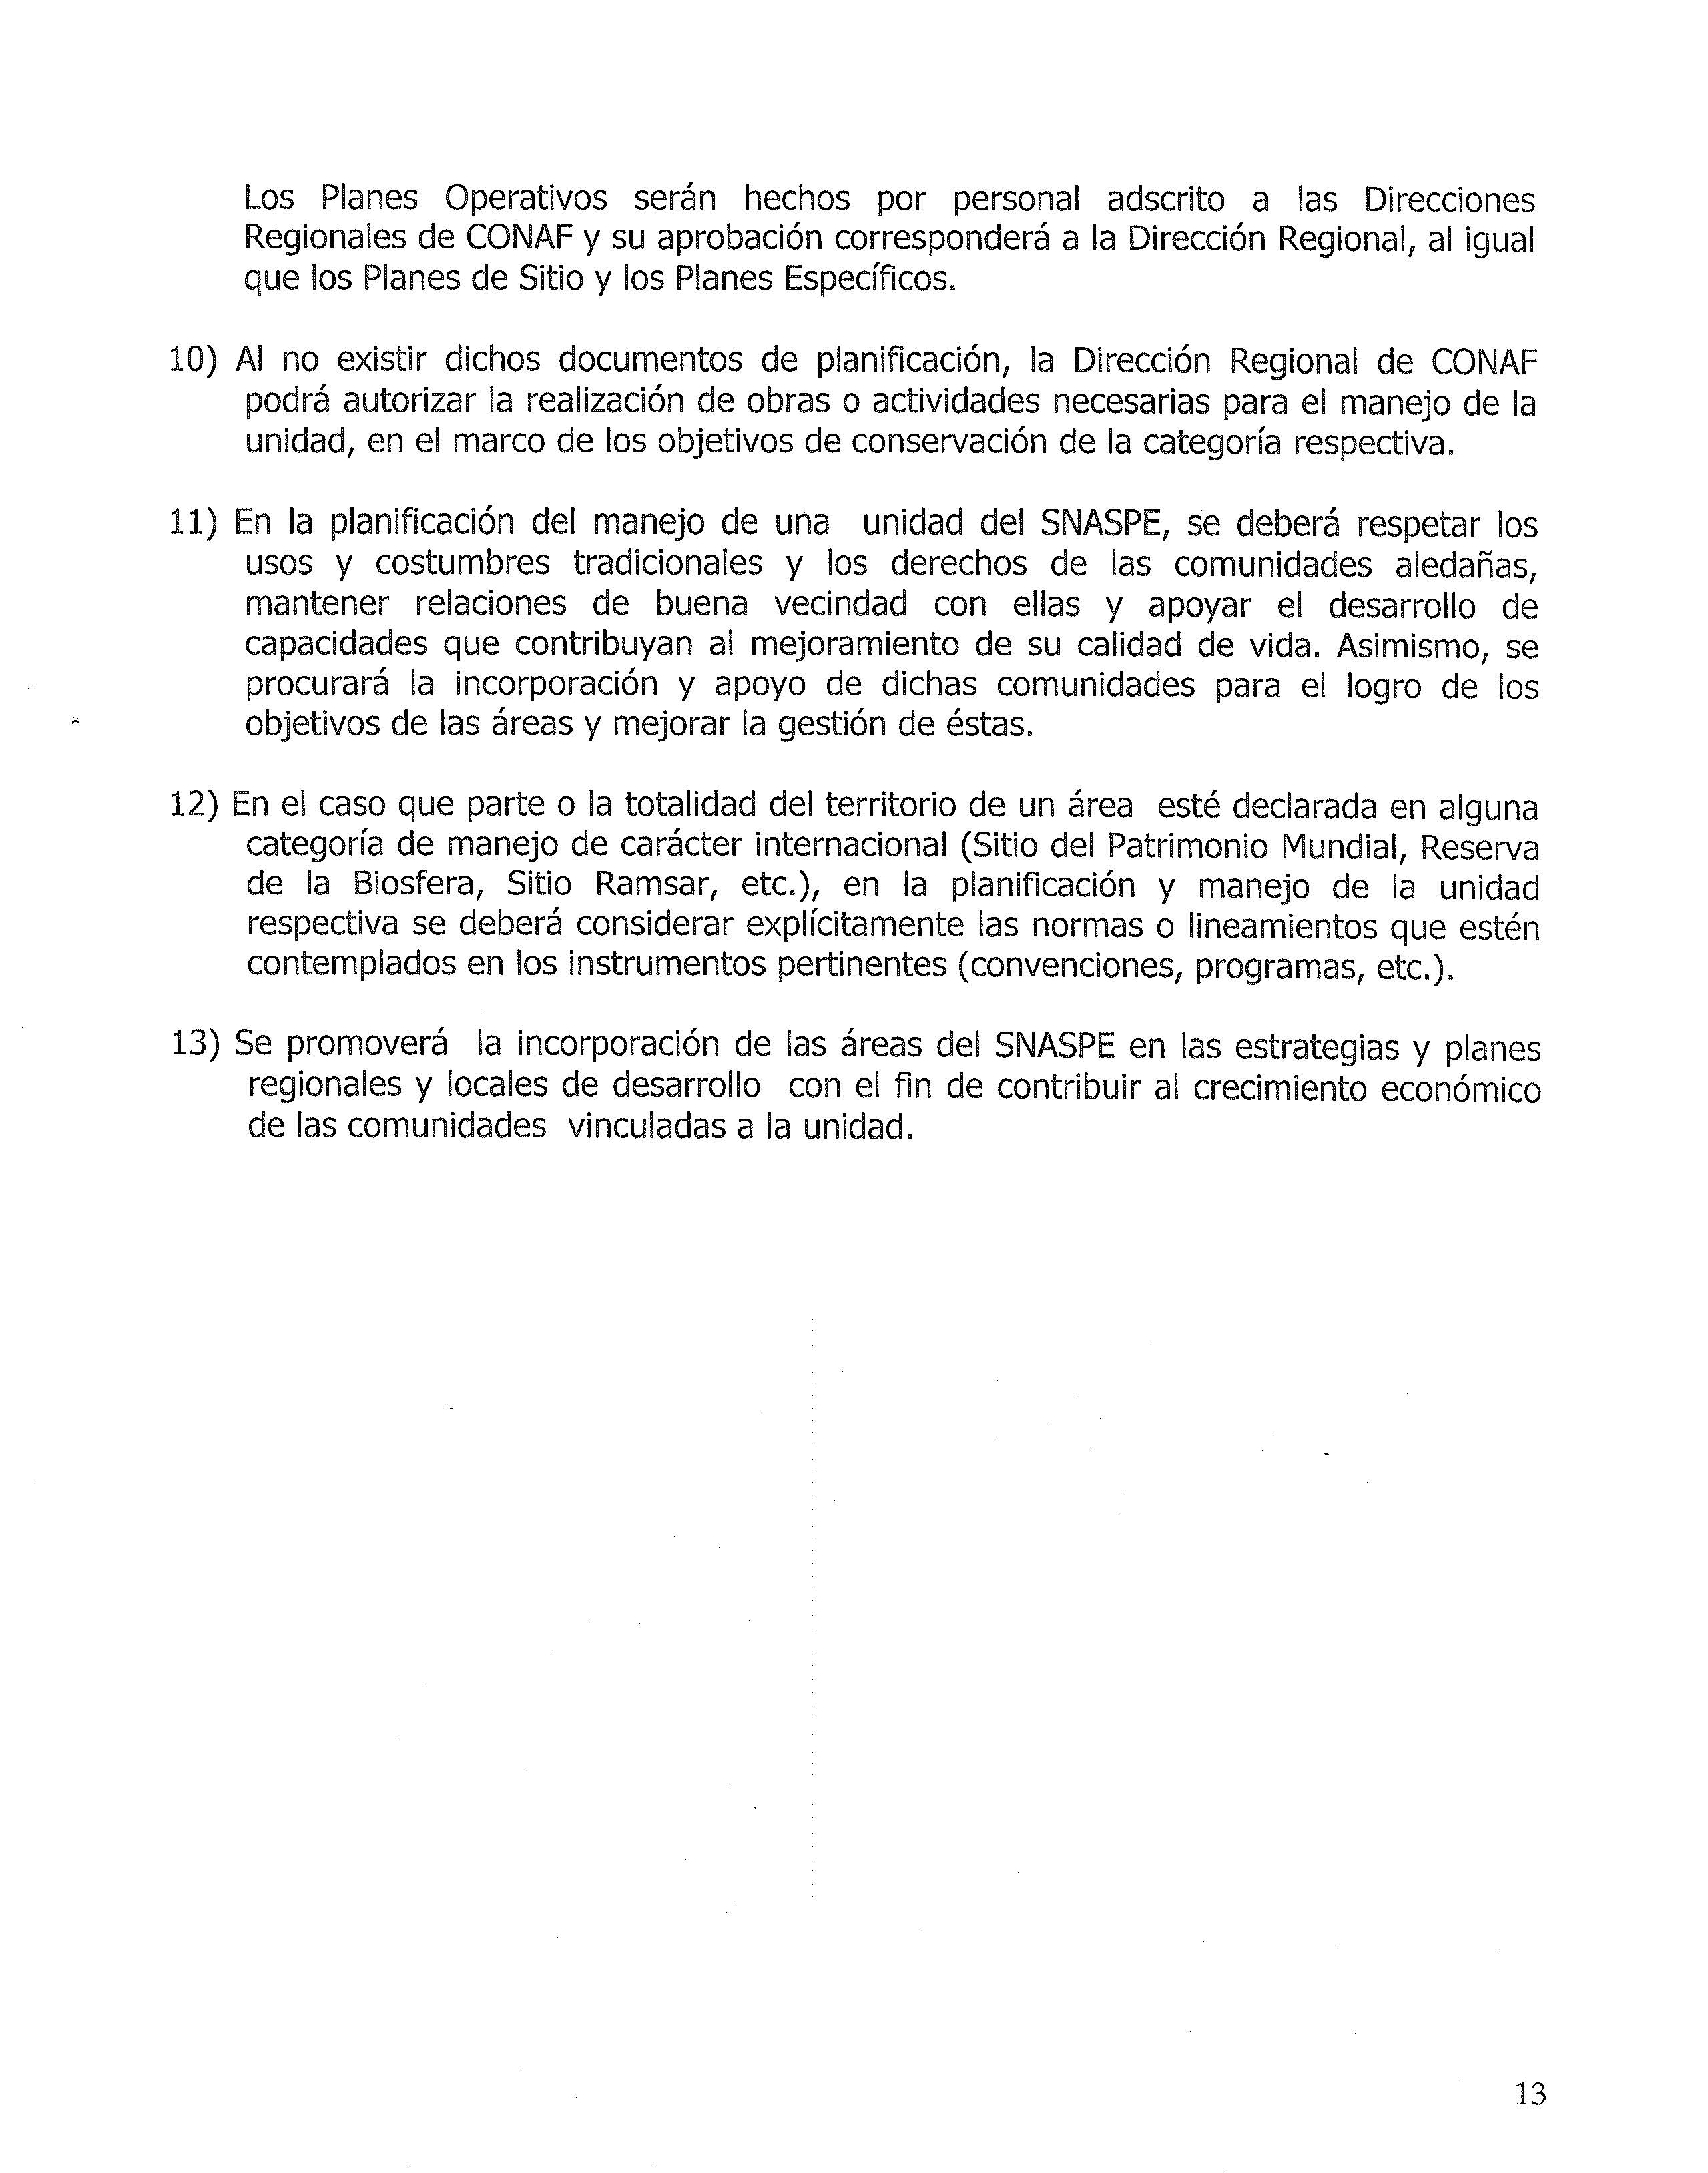 Los Planes Operativos serán hechos por personal adscrito a las Direcciones
Regionales de CONAF y su aprobación corresponderá a la Dirección Regional, al igual
que los Planes de Sitio y los Planes Específicos.
10) Al no existir dichos documentos de planificación, la Dirección Regional de CONAF
podrá autorizar la realización de obras o actividades necesarias para el manejo de la
unidad, en el marco de los objetivos de conservación de la categoría respectiva.
11) En la planificación del manejo de una unidad del SNASPE, se deberá respetar los
usos y costumbres tradicionales y los derechos de las comunidades aledañas,
mantener relaciones de buena vecindad con ellas y apoyar el desarrollo de
capacidades que contribuyan al mejoramiento de su calidad de vida. Asimismo, se
procurará la incorporación y apoyo de dichas comunidades para el logro de los
objetivos de las áreas y mejorar la gestión de éstas.
12) En el caso que parte o la totalidad del territorio de un área esté declarada en alguna
categoría de manejo de carácter internacional (Sitio del Patrimonio Mundial, Reserva
de la Biosfera, Sitio Ramsar, etc.), en la planificación y manejo de la unidad
respectiva se deberá considerar explícitamente las normas o lineamientos que estén
contemplados en los instrumentos pertinentes (convenciones, programas, etc.).
13) Se promoverá la incorporación de las áreas del SNASPE en las estrategias y planes
regionales y locales de desarrollo con el fin de contribuir al crecimiento económico
de las comunidades vinculadas a la unidad.
13